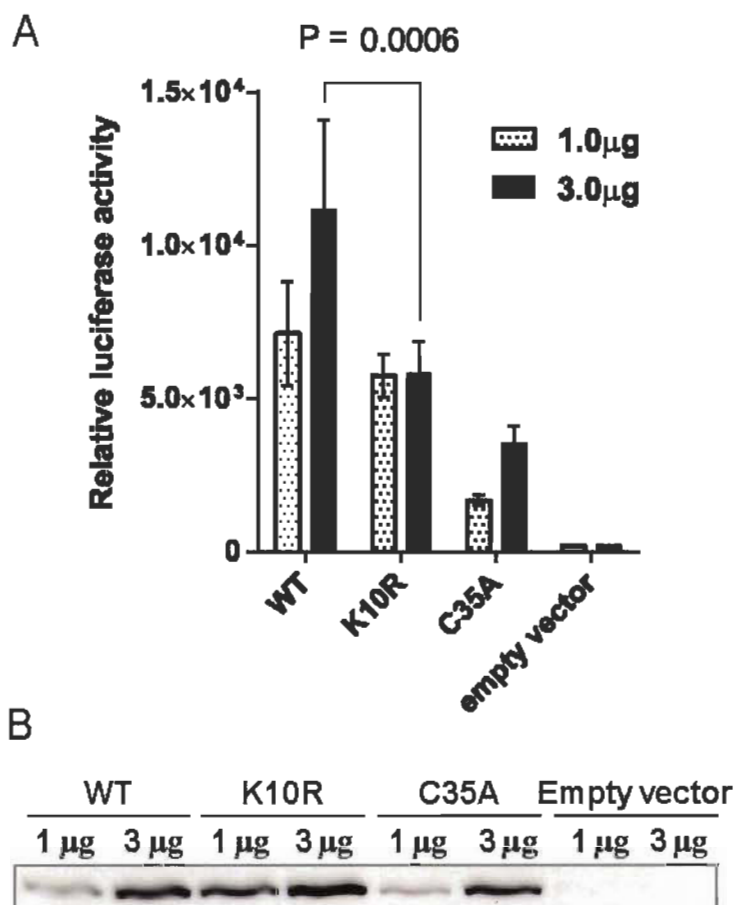 A
P = 0.0006
Relative luciferase activity
1.5×10⁴
1.0×10⁴
5.0×10³
0
1.0µg
3.0µg
WT
K10R
C35A
empty vector
B
WT K10R C35A Empty vector
1 µg 3 µg 1 µg 3 µg 1 µg 3 µg 1 µg 3 µg